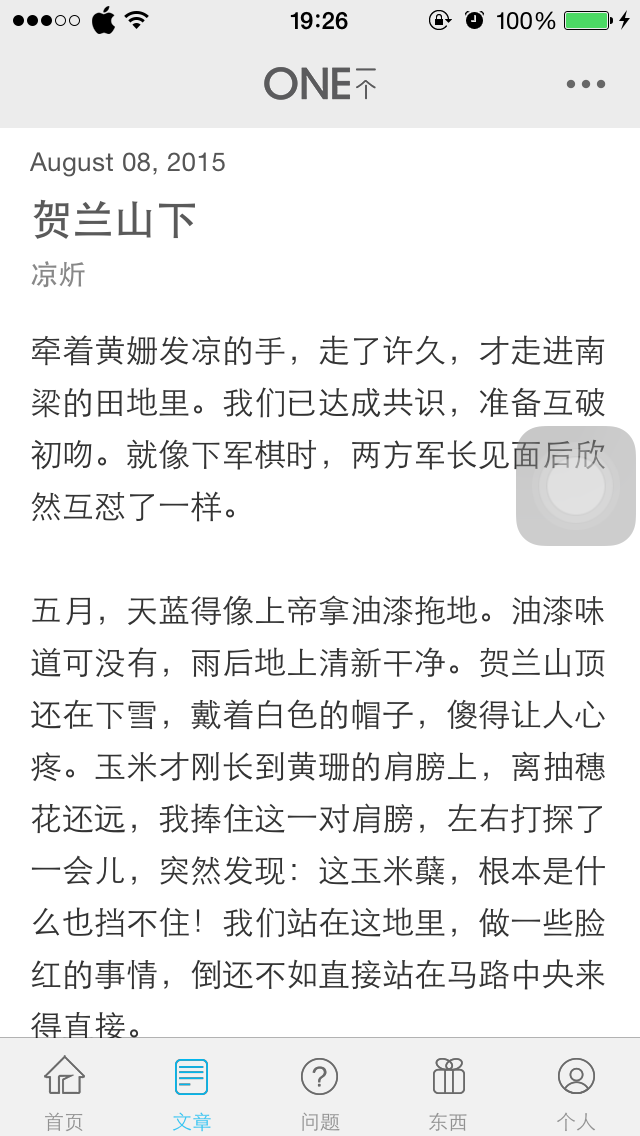 19:26
100%
ONE一个
August 08, 2015
贺兰山下
凉炘
牵着黄姗发凉的手，走了许久，才走进南
梁的田地里。我们已达成共识，准备互破
初吻。就像下军棋时，两方军长见面后欣
然互怼了一样。
五月，天蓝得像上帝拿油漆拖地。油漆味
道可没有，雨后地上清新干净。贺兰山顶
还在下雪，戴着白色的帽子，傻得让人心
疼。玉米才刚长到黄珊的肩膀上，离抽穗
花还远，我捧住这一对肩膀，左右打探了
一会儿，突然发现：这玉米蘖，根本是什
么也挡不住！我们站在这地里，做一些脸
红的事情，倒还不如直接站在马路中央来
得直接。
首页
文章
问题
东西
个人